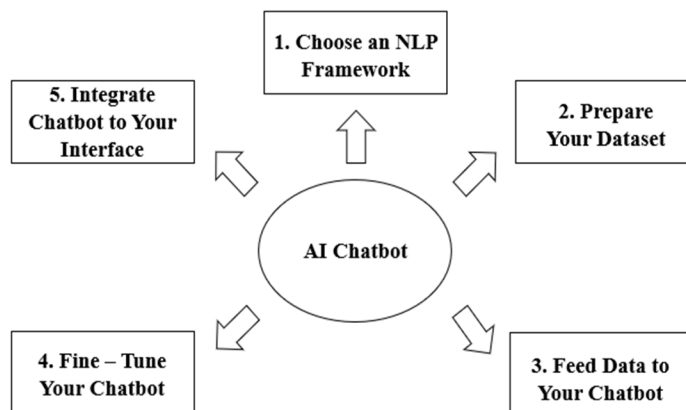 1. Choose an NLP
Framework
2. Prepare
Your Dataset
3. Feed Data to
Your Chatbot
4. Fine – Tune
Your Chatbot
5. Integrate
Chatbot to Your
Interface
AI Chatbot